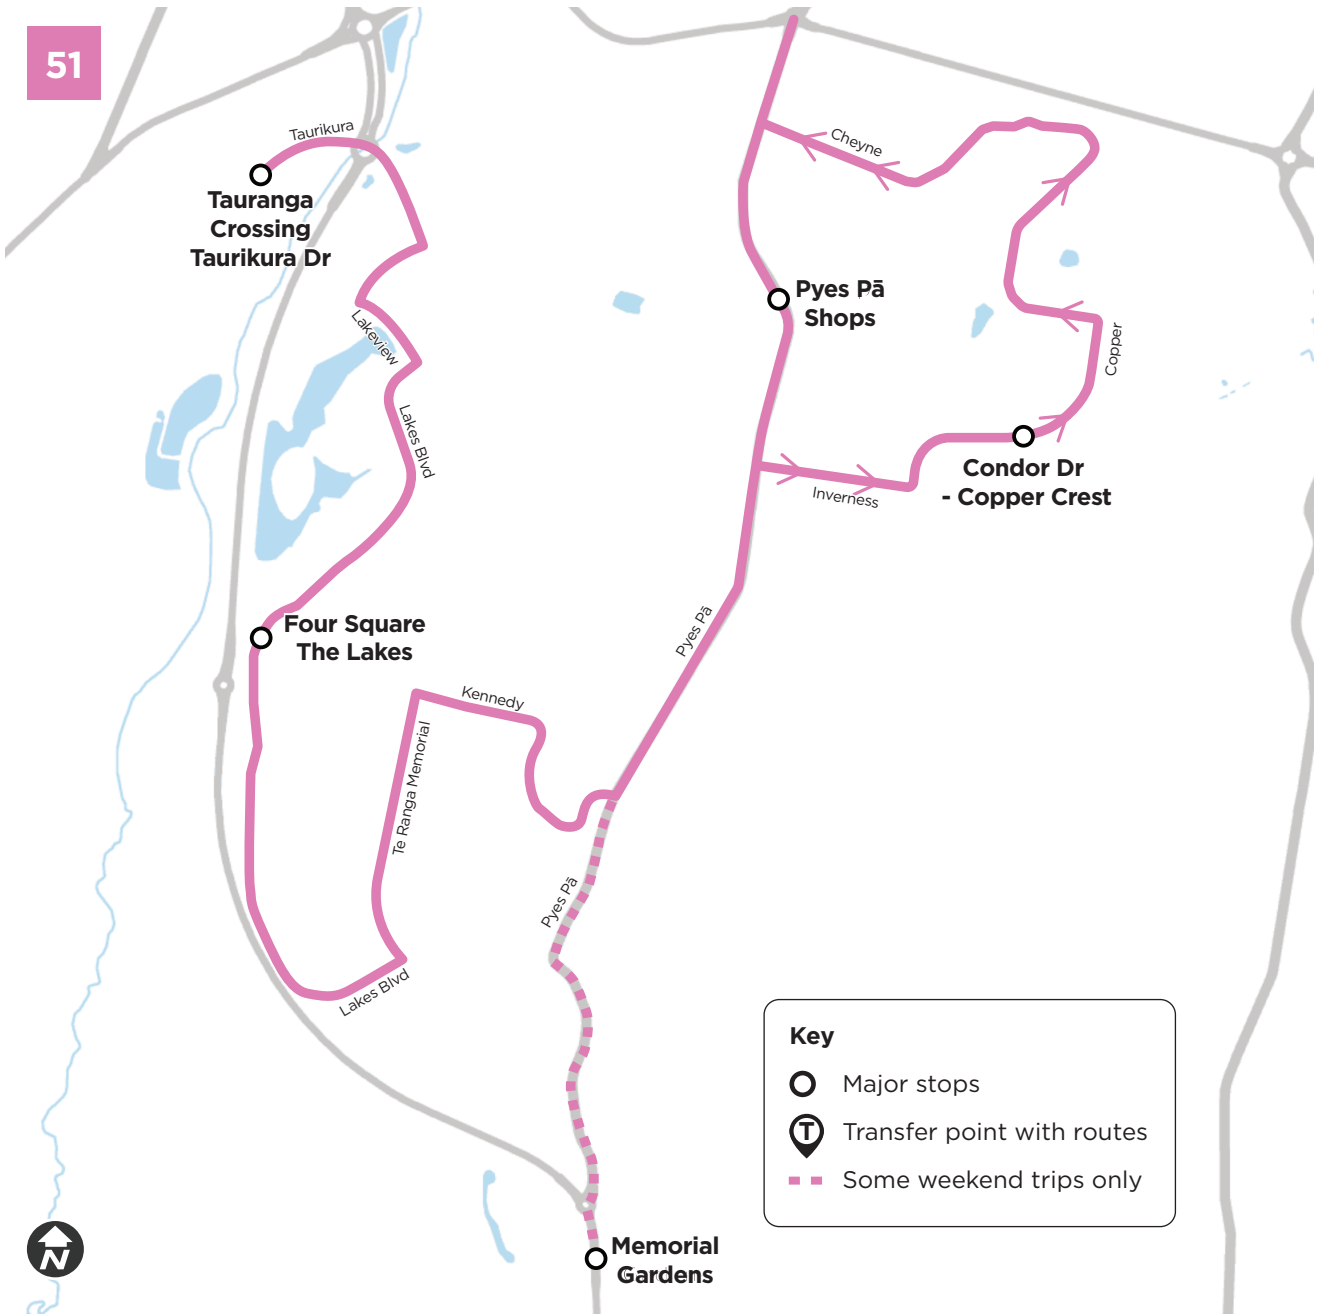 51
Taurikura
Tauranga
Crossing
Taurikura Dr
Cheyne
Pyes Pā
Shops
Lakeview
Copper
Lakes Blvd
Condor Dr
- Copper Crest
Inverness
Four Square
The Lakes
Pyes Pā
Kennedy
Te Ranga Memorial
Pyes Pā
Lakes Blvd
Key
Major stops
T
Transfer point with routes
Some weekend trips only
N
Memorial
Gardens